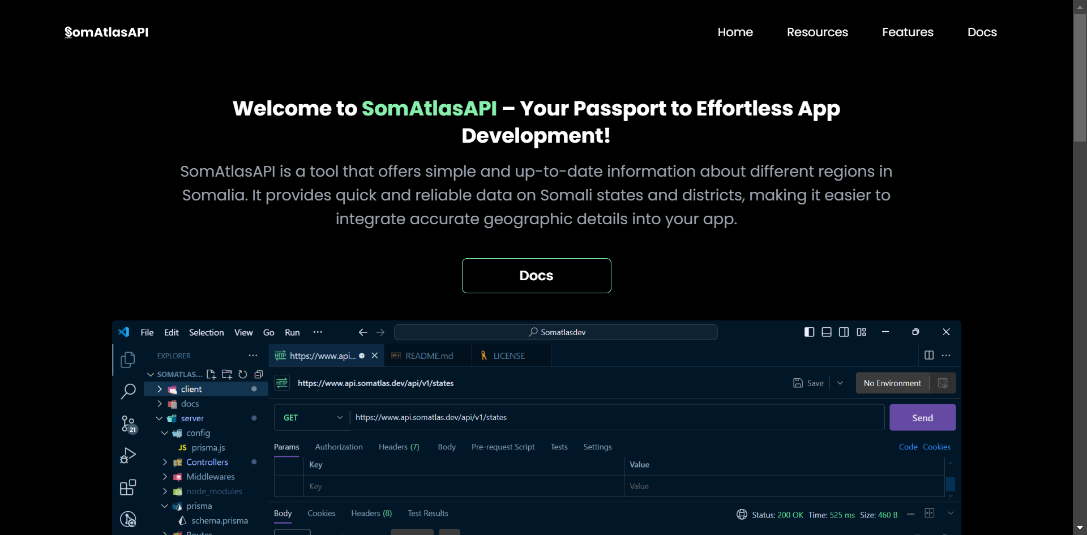 SomAtlasAPI
Home Resources Features Docs
Welcome to SomAtlasAPI – Your Passport to Effortless App
Development!
SomAtlasAPI is a tool that offers simple and up-to-date information about different regions in
Somalia. It provides quick and reliable data on Somali states and districts, making it easier to
integrate accurate geographic details into your app.
Docs
File Edit Selection View Go Run ··· Somatlasdev
EXPLORER ···
https://www.api... README.md LICENSE ···
SOMATLAS...
client
docs
server
config
JS prisma.js
Controllers
Middlewares
node_modules
prisma
schema.prisma
21
https://www.api.somatlas.dev/api/v1/states Save No Environment
GET https://www.api.somatlas.dev/api/v1/states Send
Params Authorization Headers (7) Body Pre-request Script Tests Settings Code Cookies
Key Value
Key Value
Body Cookies Headers (8) Test Results Status: 200 OK Time: 525 ms Size: 460 B ···